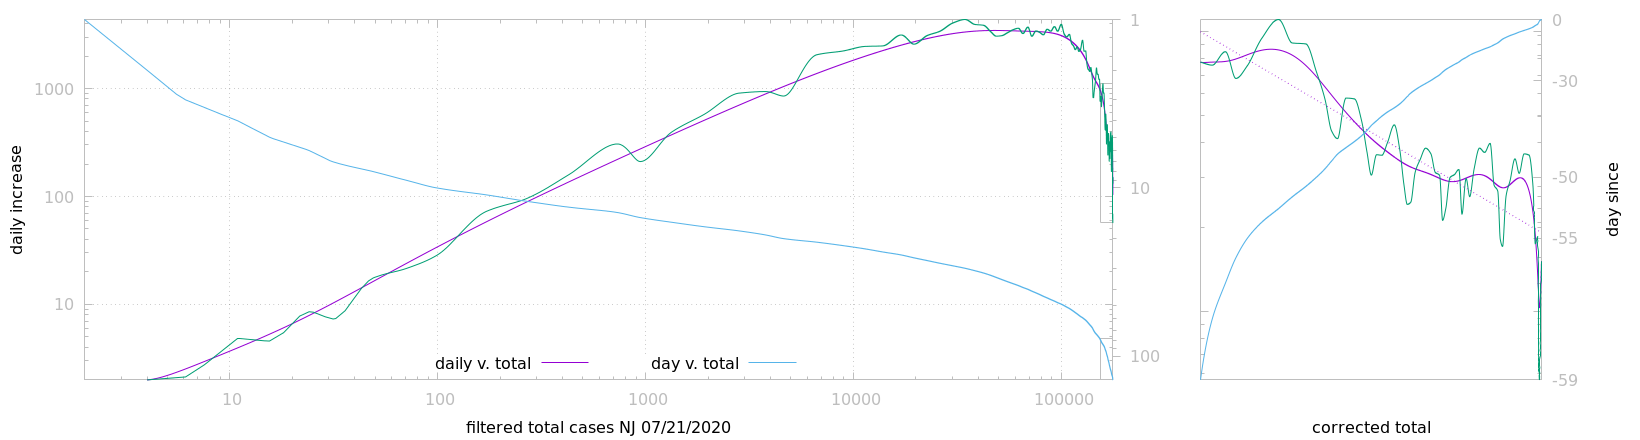 1
0
1000
-30
daily increase
100
10
-50
day since
-55
10
daily v. total
day v. total
100
-59
10
100
1000
10000
100000
filtered total cases NJ 07/21/2020
corrected total